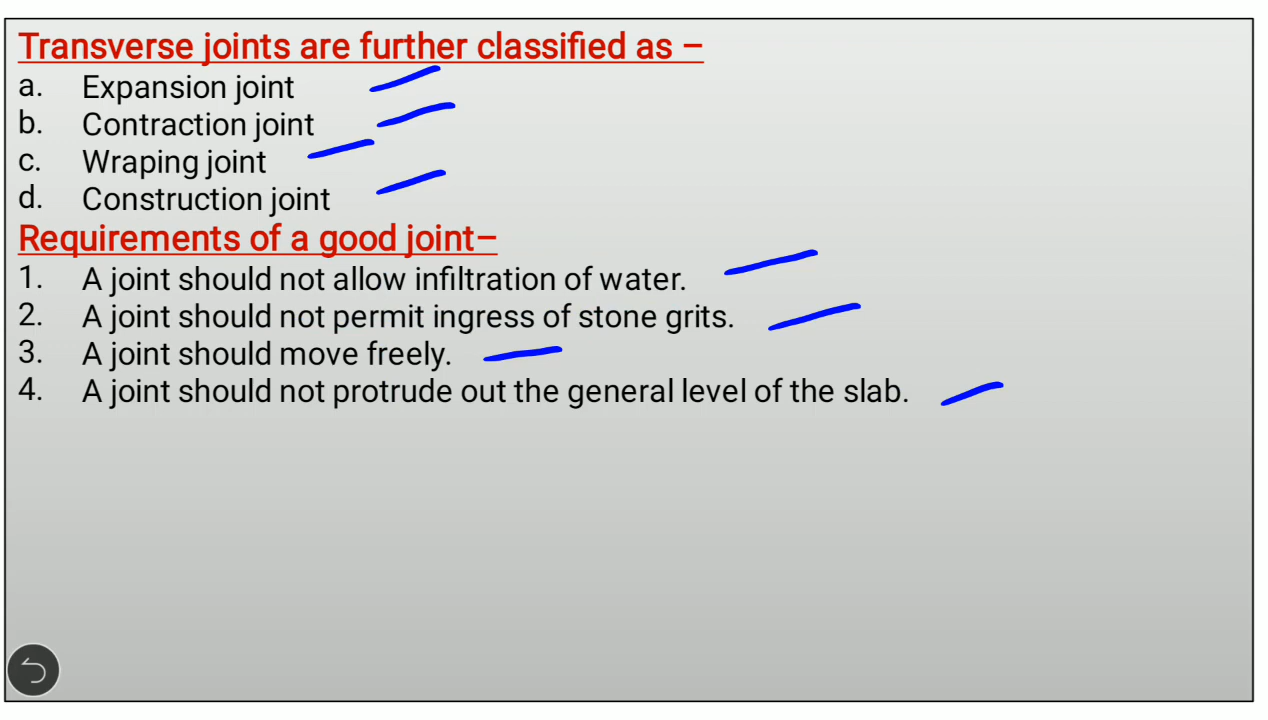 Transverse joints are further classified as –
a. Expansion joint
b. Contraction joint
c. Wraping joint
d. Construction joint
Requirements of a good joint–
1. A joint should not allow infiltration of water.
2. A joint should not permit ingress of stone grits.
3. A joint should move freely.
4. A joint should not protrude out the general level of the slab.